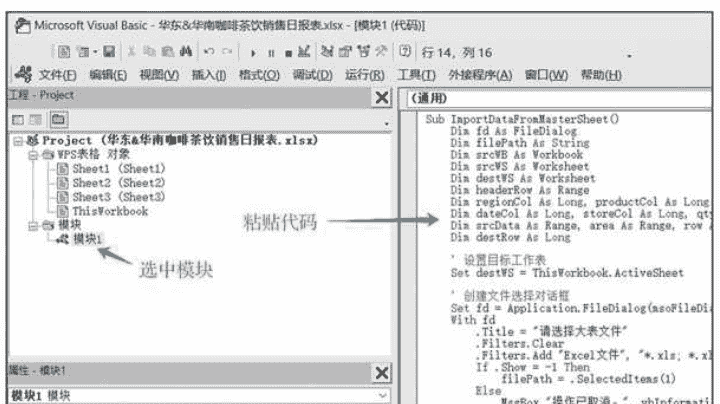 Microsoft Visual Basic - 华东&华南咖啡茶饮销售日报表.xlsx - [模块1 (代码)]
行 14, 列 16
文件(F) 编辑(E) 视图(V) 插入(I) 格式(O) 调试(D) 运行(R) 工具(T) 外接程序(A) 窗口(W) 帮助(H)
工程 - Project
Project (华东&华南咖啡茶饮销售日报表.xlsx)
WPS表格 对象
Sheet1 (Sheet1)
Sheet2 (Sheet2)
Sheet3 (Sheet3)
ThisWorkbook
模块
模块1
选中模块
粘贴代码
属性 - 模块1
模块1 模块
(通用)
Sub ImportDataFromMasterSheet()
Dim fd As FileDialog
Dim filePath As String
Dim srcWB As Workbook
Dim srcWS As Worksheet
Dim destWS As Worksheet
Dim headerRow As Range
Dim regionCol As Long, productCol As Long
Dim dateCol As Long, storeCol As Long, qty
Dim srcData As Range, area As Range, row
Dim destRow As Long
' 设置目标工作表
Set destWS = ThisWorkbook.ActiveSheet
' 创建文件选择对话框
Set fd = Application.FileDialog(msoFileDia
With fd
.Title = "请选择大表文件"
.Filters.Clear
.Filters.Add "Excel文件", "*.xls; *.xl
If .Show = -1 Then
filePath = .SelectedItems(1)
Else
MsgBox "操作已取消。", vbInformati